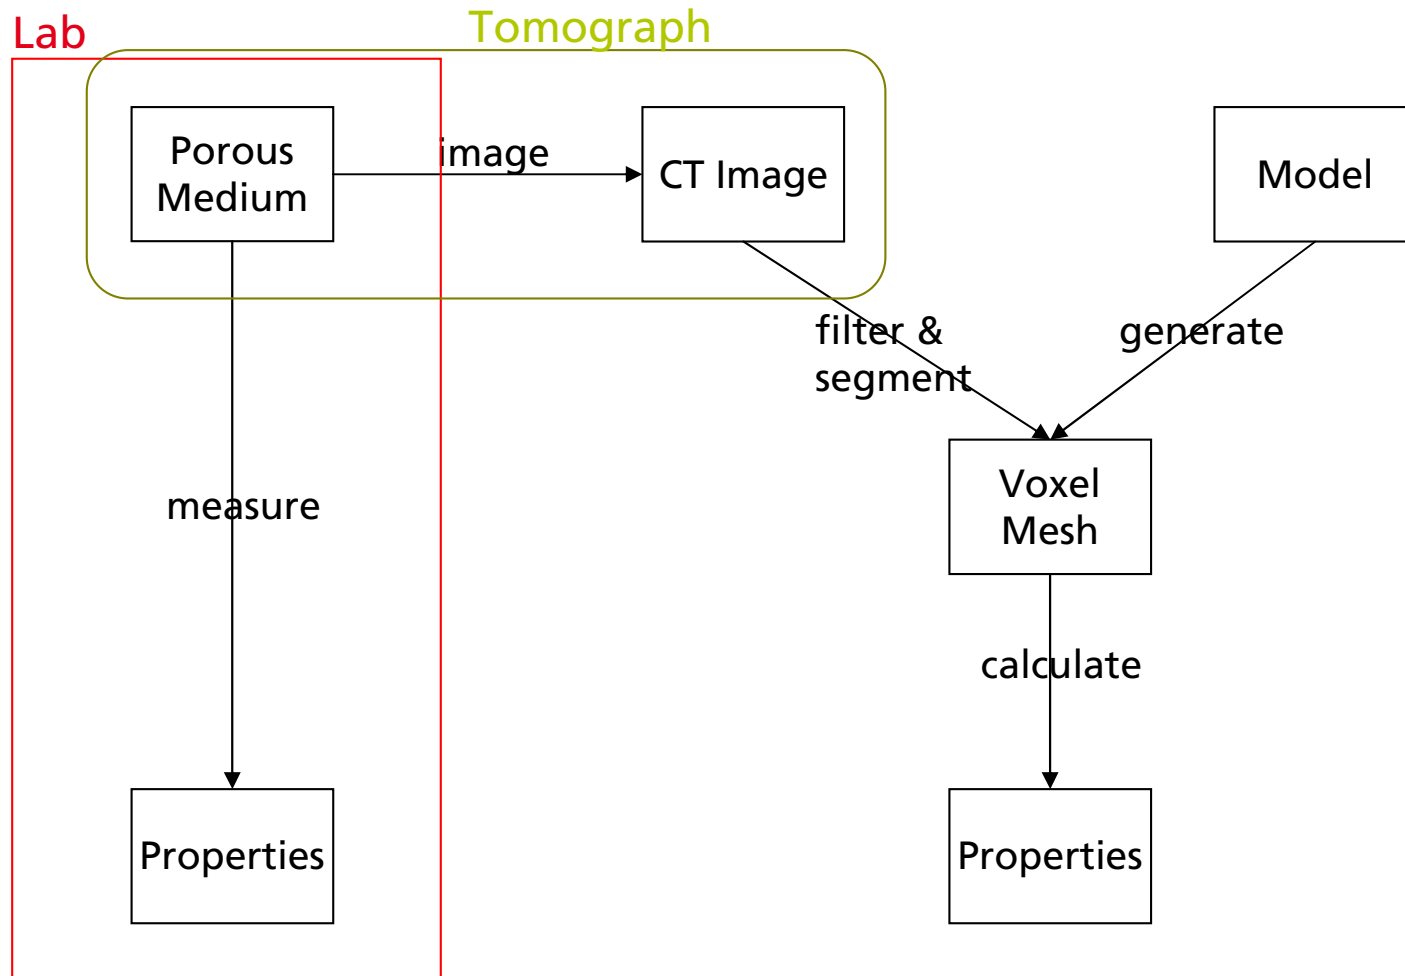 Lab
Tomograph
Porous
Medium
image
CT Image
Model
filter &
segment
generate
Voxel
Mesh
measure
calculate
Properties
Properties